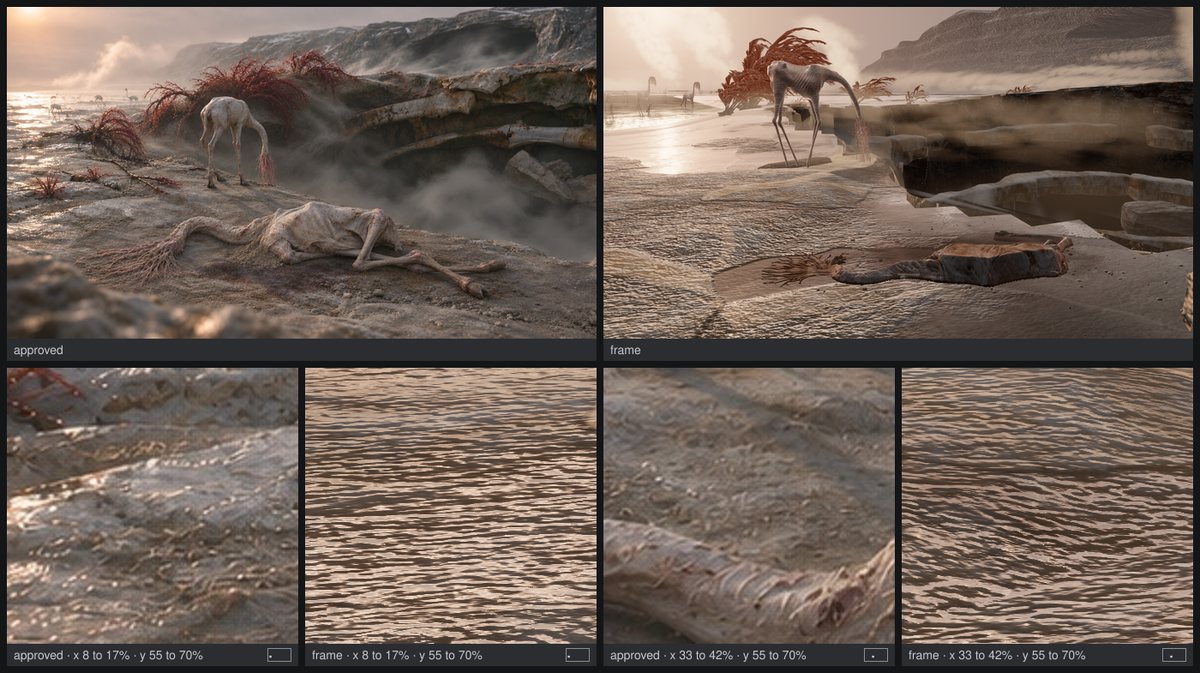 approved
frame
approved · x 8 to 17% · y 55 to 70%
frame · x 8 to 17% · y 55 to 70%
approved · x 33 to 42% · y 55 to 70%
frame · x 33 to 42% · y 55 to 70%